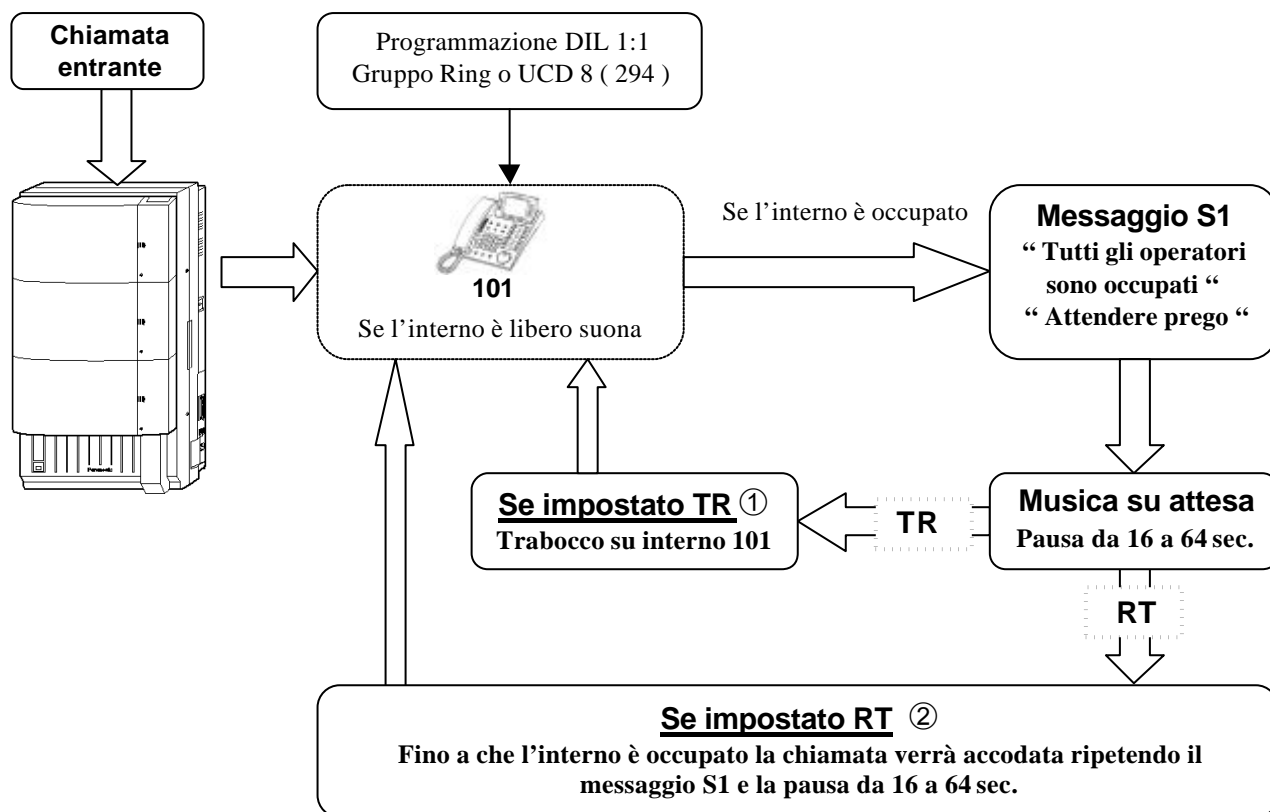 Chiamata
entrante
Programmazione DIL 1:1
Gruppo Ring o UCD 8 ( 294 )
101
Se l’interno è libero suona
Se l’interno è occupato
Messaggio S1
“ Tutti gli operatori
sono occupati “
“ Attendere prego “
Panasonic
Se impostato TR ①
Trabocco su interno 101
TR
Musica su attesa
Pausa da 16 a 64 sec.
RT
Se impostato RT ②
Fino a che l’interno è occupato la chiamata verrà accodata ripetendo il
messaggio S1 e la pausa da 16 a 64 sec.